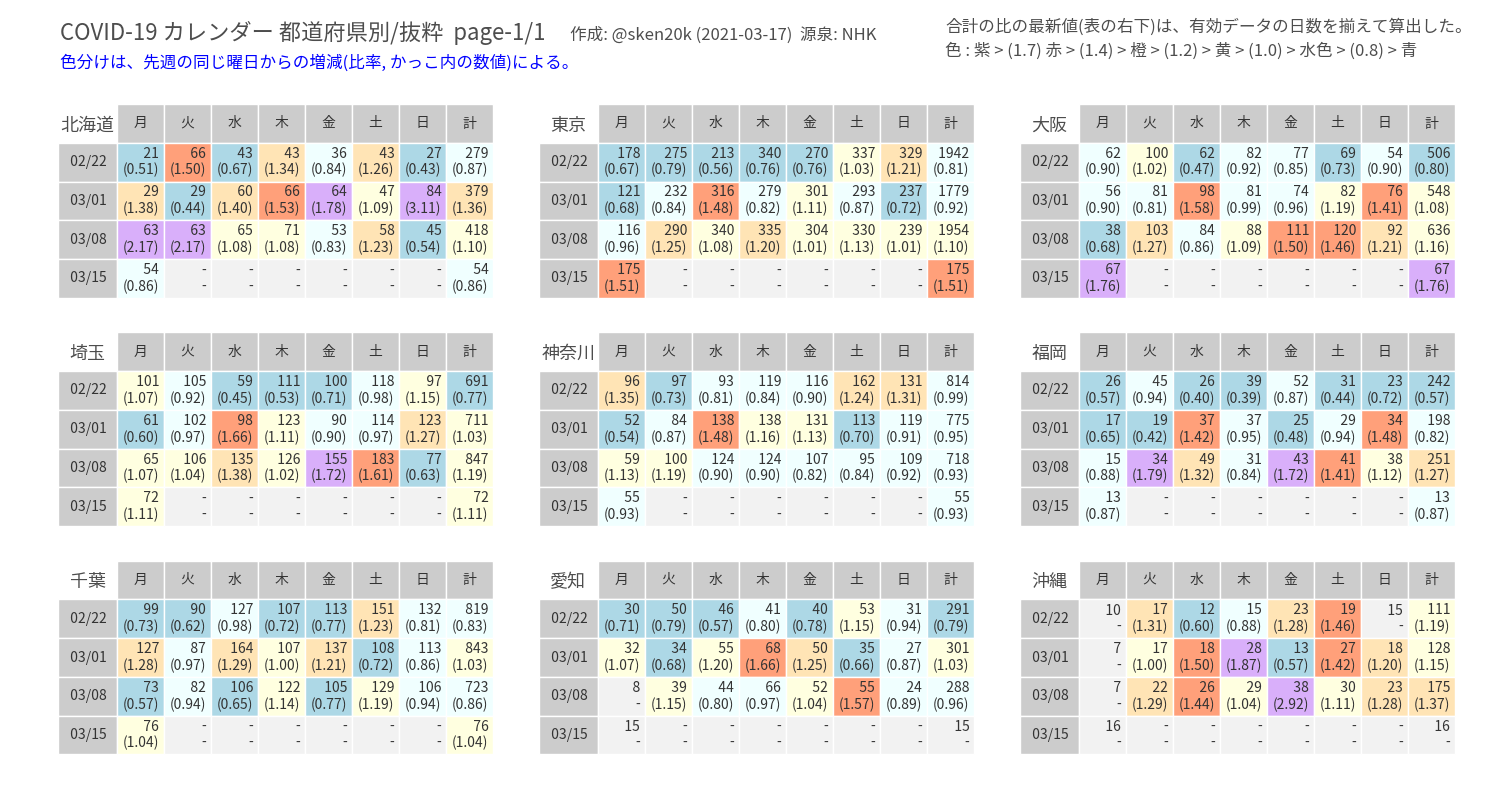 COVID-19 カレンダー 都道府県別/抜粋 page-1/1 作成: @sken20k (2021-03-17) 源泉: NHK
色分けは、先週の同じ曜日からの増減(比率, かっこ内の数値)による。
合計の比の最新値(表の右下)は、有効データの日数を揃えて算出した。
色 : 紫 > (1.7) 赤 > (1.4) > 橙 > (1.2) > 黄 > (1.0) > 水色 > (0.8) > 青
北海道 月 火 水 木 金 土 日 計
02/22 21 66 43 43 36 43 27 279
(0.51) (1.50) (0.67) (1.34) (0.84) (1.26) (0.43) (0.87)
03/01 29 29 60 66 64 47 84 379
(1.38) (0.44) (1.40) (1.53) (1.78) (1.09) (3.11) (1.36)
03/08 63 63 65 71 53 58 45 418
(2.17) (2.17) (1.08) (1.08) (0.83) (1.23) (0.54) (1.10)
03/15 54 - - - - - - 54
(0.86) - - - - - - (0.86)
東京 月 火 水 木 金 土 日 計
02/22 178 275 213 340 270 337 329 1942
(0.67) (0.79) (0.56) (0.76) (0.76) (1.03) (1.21) (0.81)
03/01 121 232 316 279 301 293 237 1779
(0.68) (0.84) (1.48) (0.82) (1.11) (0.87) (0.72) (0.92)
03/08 116 290 340 335 304 330 239 1954
(0.96) (1.25) (1.08) (1.20) (1.01) (1.13) (1.01) (1.10)
03/15 175 - - - - - - 175
(1.51) - - - - - - (1.51)
大阪 月 火 水 木 金 土 日 計
02/22 62 100 62 82 77 69 54 506
(0.90) (1.02) (0.47) (0.92) (0.85) (0.73) (0.90) (0.80)
03/01 56 81 98 81 74 82 76 548
(0.90) (0.81) (1.58) (0.99) (0.96) (1.19) (1.41) (1.08)
03/08 38 103 84 88 111 120 92 636
(0.68) (1.27) (0.86) (1.09) (1.50) (1.46) (1.21) (1.16)
03/15 67 - - - - - - 67
(1.76) - - - - - - (1.76)
埼玉 月 火 水 木 金 土 日 計
02/22 101 105 59 111 100 118 97 691
(1.07) (0.92) (0.45) (0.53) (0.71) (0.98) (1.15) (0.77)
03/01 61 102 98 123 90 114 123 711
(0.60) (0.97) (1.66) (1.11) (0.90) (0.97) (1.27) (1.03)
03/08 65 106 135 126 155 183 77 847
(1.07) (1.04) (1.38) (1.02) (1.72) (1.61) (0.63) (1.19)
03/15 72 - - - - - - 72
(1.11) - - - - - - (1.11)
神奈川 月 火 水 木 金 土 日 計
02/22 96 97 93 119 116 162 131 814
(1.35) (0.73) (0.81) (0.84) (0.90) (1.24) (1.31) (0.99)
03/01 52 84 138 138 131 113 119 775
(0.54) (0.87) (1.48) (1.16) (1.13) (0.70) (0.91) (0.95)
03/08 59 100 124 124 107 95 109 718
(1.13) (1.19) (0.90) (0.90) (0.82) (0.84) (0.92) (0.93)
03/15 55 - - - - - - 55
(0.93) - - - - - - (0.93)
福岡 月 火 水 木 金 土 日 計
02/22 26 45 26 39 52 31 23 242
(0.57) (0.94) (0.40) (0.39) (0.87) (0.44) (0.72) (0.57)
03/01 17 19 37 37 25 29 34 198
(0.65) (0.42) (1.42) (0.95) (0.48) (0.94) (1.48) (0.82)
03/08 15 34 49 31 43 41 38 251
(0.88) (1.79) (1.32) (0.84) (1.72) (1.41) (1.12) (1.27)
03/15 13 - - - - - - 13
(0.87) - - - - - - (0.87)
千葉 月 火 水 木 金 土 日 計
02/22 99 90 127 107 113 151 132 819
(0.73) (0.62) (0.98) (0.72) (0.77) (1.23) (0.81) (0.83)
03/01 127 87 164 107 137 108 113 843
(1.28) (0.97) (1.29) (1.00) (1.21) (0.72) (0.86) (1.03)
03/08 73 82 106 122 105 129 106 723
(0.57) (0.94) (0.65) (1.14) (0.77) (1.19) (0.94) (0.86)
03/15 76 - - - - - - 76
(1.04) - - - - - - (1.04)
愛知 月 火 水 木 金 土 日 計
02/22 30 50 46 41 40 53 31 291
(0.71) (0.79) (0.57) (0.80) (0.78) (1.15) (0.94) (0.79)
03/01 32 34 55 68 50 35 27 301
(1.07) (0.68) (1.20) (1.66) (1.25) (0.66) (0.87) (1.03)
03/08 8 39 44 66 52 55 24 288
- (1.15) (0.80) (0.97) (1.04) (1.57) (0.89) (0.96)
03/15 15 - - - - - - 15
- - - - - - - -
沖縄 月 火 水 木 金 土 日 計
02/22 10 17 12 15 23 19 15 111
- (1.31) (0.60) (0.88) (1.28) (1.46) - (1.19)
03/01 7 17 18 28 13 27 18 128
- (1.00) (1.50) (1.87) (0.57) (1.42) (1.20) (1.15)
03/08 7 22 26 29 38 30 23 175
- (1.29) (1.44) (1.04) (2.92) (1.11) (1.28) (1.37)
03/15 16 - - - - - - 16
- - - - - - - -